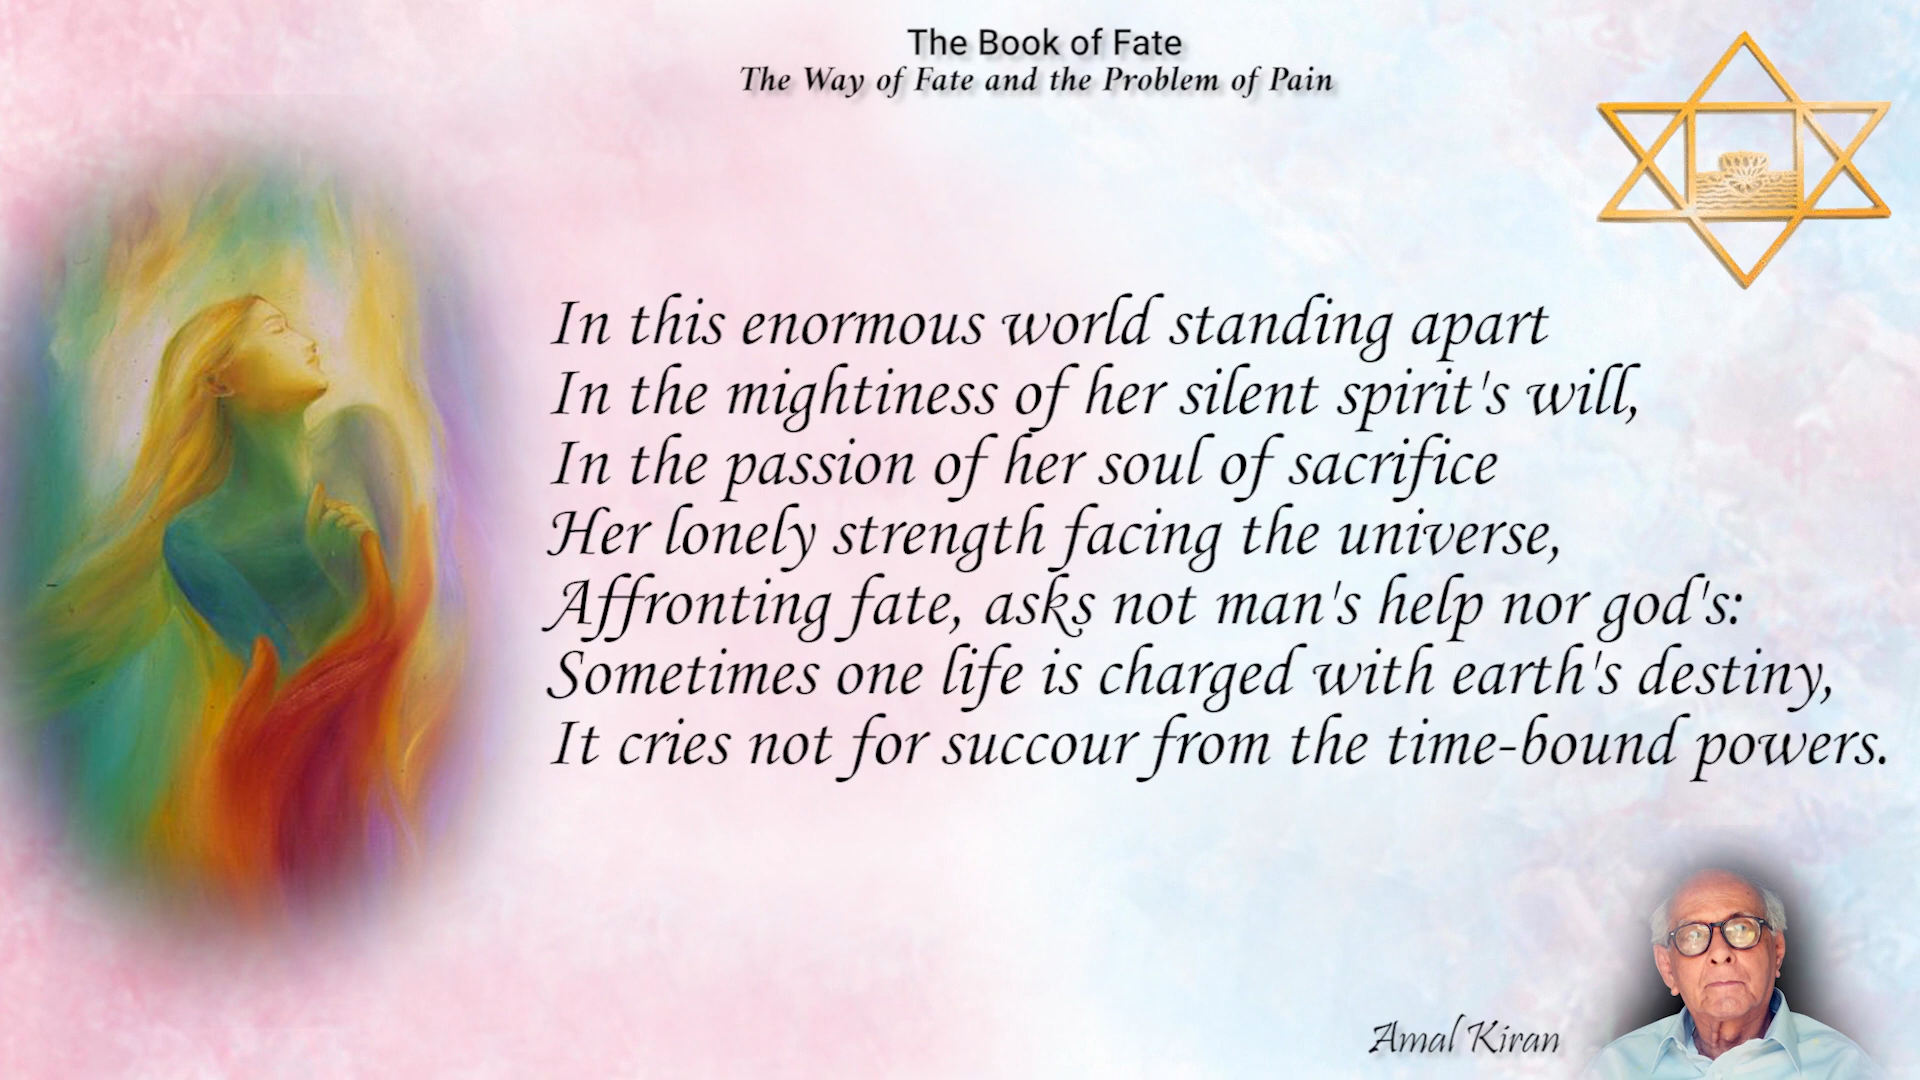 The Book of Fate
The Way of Fate and the Problem of Pain
In this enormous world standing apart
In the mightiness of her silent spirit's will,
In the passion of her soul of sacrifice
Her lonely strength facing the universe,
Affronting fate, asks not man's help nor god's:
Sometimes one life is charged with earth's destiny,
It cries not for succour from the time-bound powers.
Amal Kiran